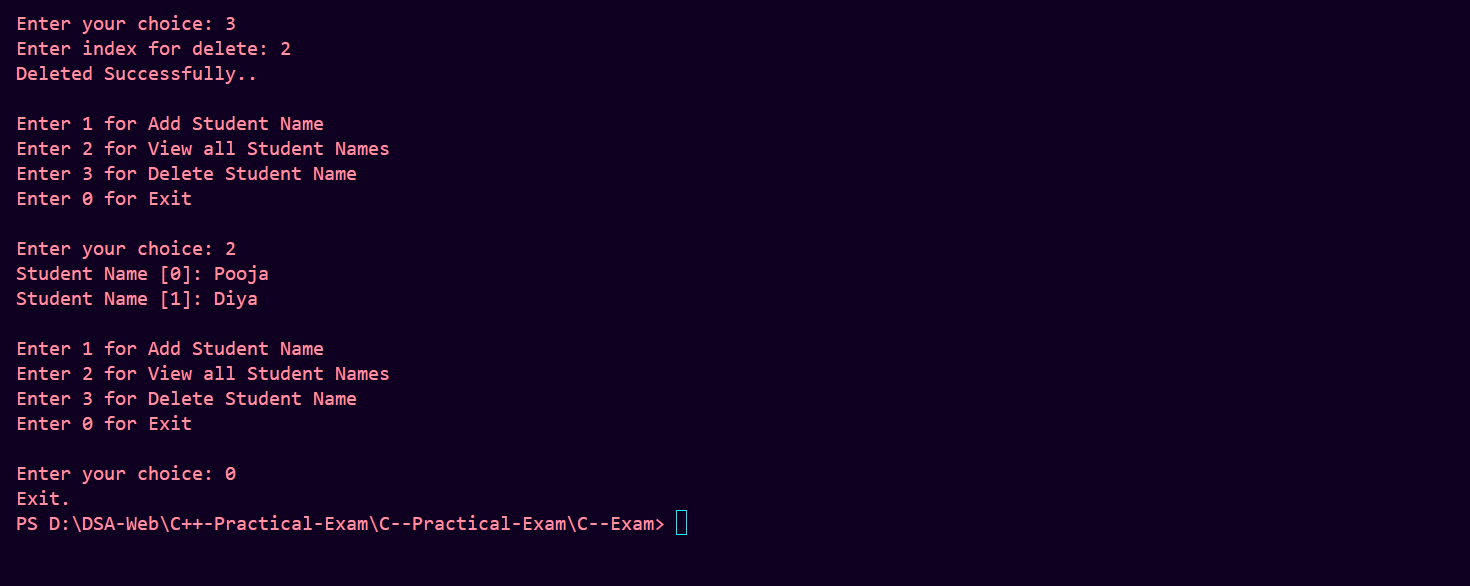 Enter your choice: 3
Enter index for delete: 2
Deleted Successfully..
Enter 1 for Add Student Name
Enter 2 for View all Student Names
Enter 3 for Delete Student Name
Enter 0 for Exit
Enter your choice: 2
Student Name [0]: Pooja
Student Name [1]: Diya
Enter 1 for Add Student Name
Enter 2 for View all Student Names
Enter 3 for Delete Student Name
Enter 0 for Exit
Enter your choice: 0
Exit.
PS D:\DSA-Web\C++-Practical-Exam\C--Practical-Exam\C--Exam>